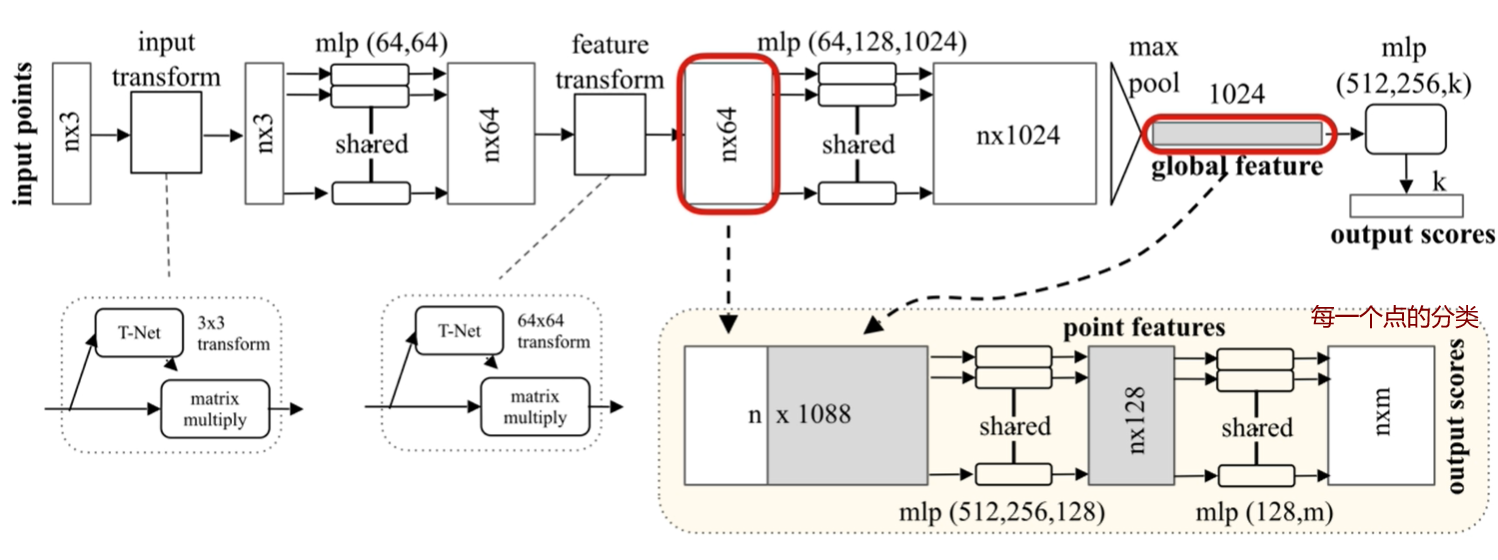 input points
nx3
input
transform
nx3
mlp (64,64)
shared
nx64
feature
transform
nx64
mlp (64,128,1024)
shared
nx1024
max
pool
1024
global feature
mlp
(512,256,k)
k
output scores
T-Net
3x3
transform
matrix
multiply
T-Net
64x64
transform
matrix
multiply
每一个点的分类
point features
n x 1088
shared
mlp (512,256,128)
nx128
shared
mlp (128,m)
nxm
output scores